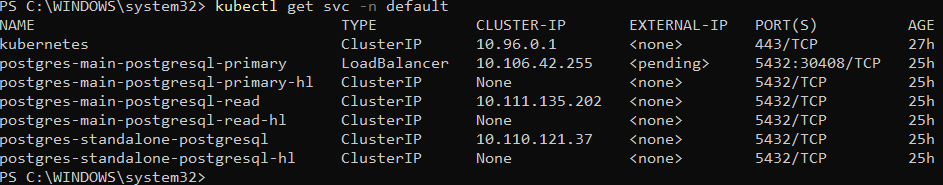 PS C:\WINDOWS\system32> kubectl get svc -n default
NAME TYPE CLUSTER-IP EXTERNAL-IP PORT(S) AGE
kubernetes ClusterIP 10.96.0.1 <none> 443/TCP 27h
postgres-main-postgresql-primary LoadBalancer 10.106.42.255 <pending> 5432:30408/TCP 25h
postgres-main-postgresql-primary-hl ClusterIP None <none> 5432/TCP 25h
postgres-main-postgresql-read ClusterIP 10.111.135.202 <none> 5432/TCP 25h
postgres-main-postgresql-read-hl ClusterIP None <none> 5432/TCP 25h
postgres-standalone-postgresql ClusterIP 10.110.121.37 <none> 5432/TCP 25h
postgres-standalone-postgresql-hl ClusterIP None <none> 5432/TCP 25h
PS C:\WINDOWS\system32>